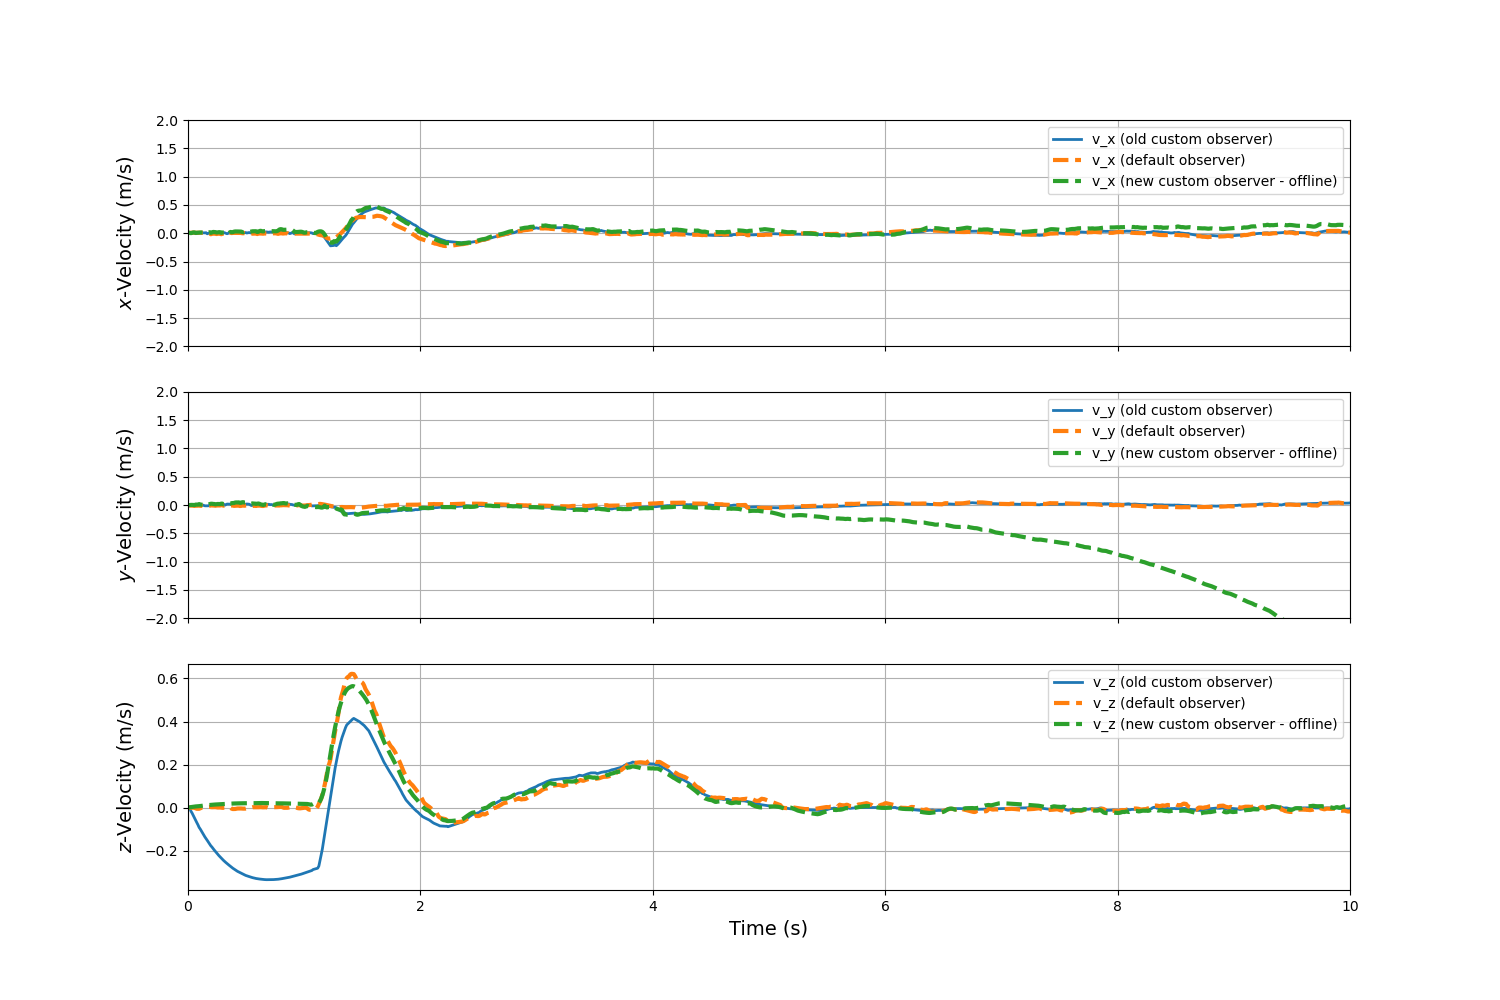 2.0
1.5
1.0
0.5
0.0
−0.5
−1.0
−1.5
−2.0
x-Velocity (m/s)
v_x (old custom observer)
v_x (default observer)
v_x (new custom observer - offline)
2.0
1.5
1.0
0.5
0.0
−0.5
−1.0
−1.5
−2.0
y-Velocity (m/s)
v_y (old custom observer)
v_y (default observer)
v_y (new custom observer - offline)
0.6
0.4
0.2
0.0
−0.2
z-Velocity (m/s)
v_z (old custom observer)
v_z (default observer)
v_z (new custom observer - offline)
0 2 4 6 8 10
Time (s)